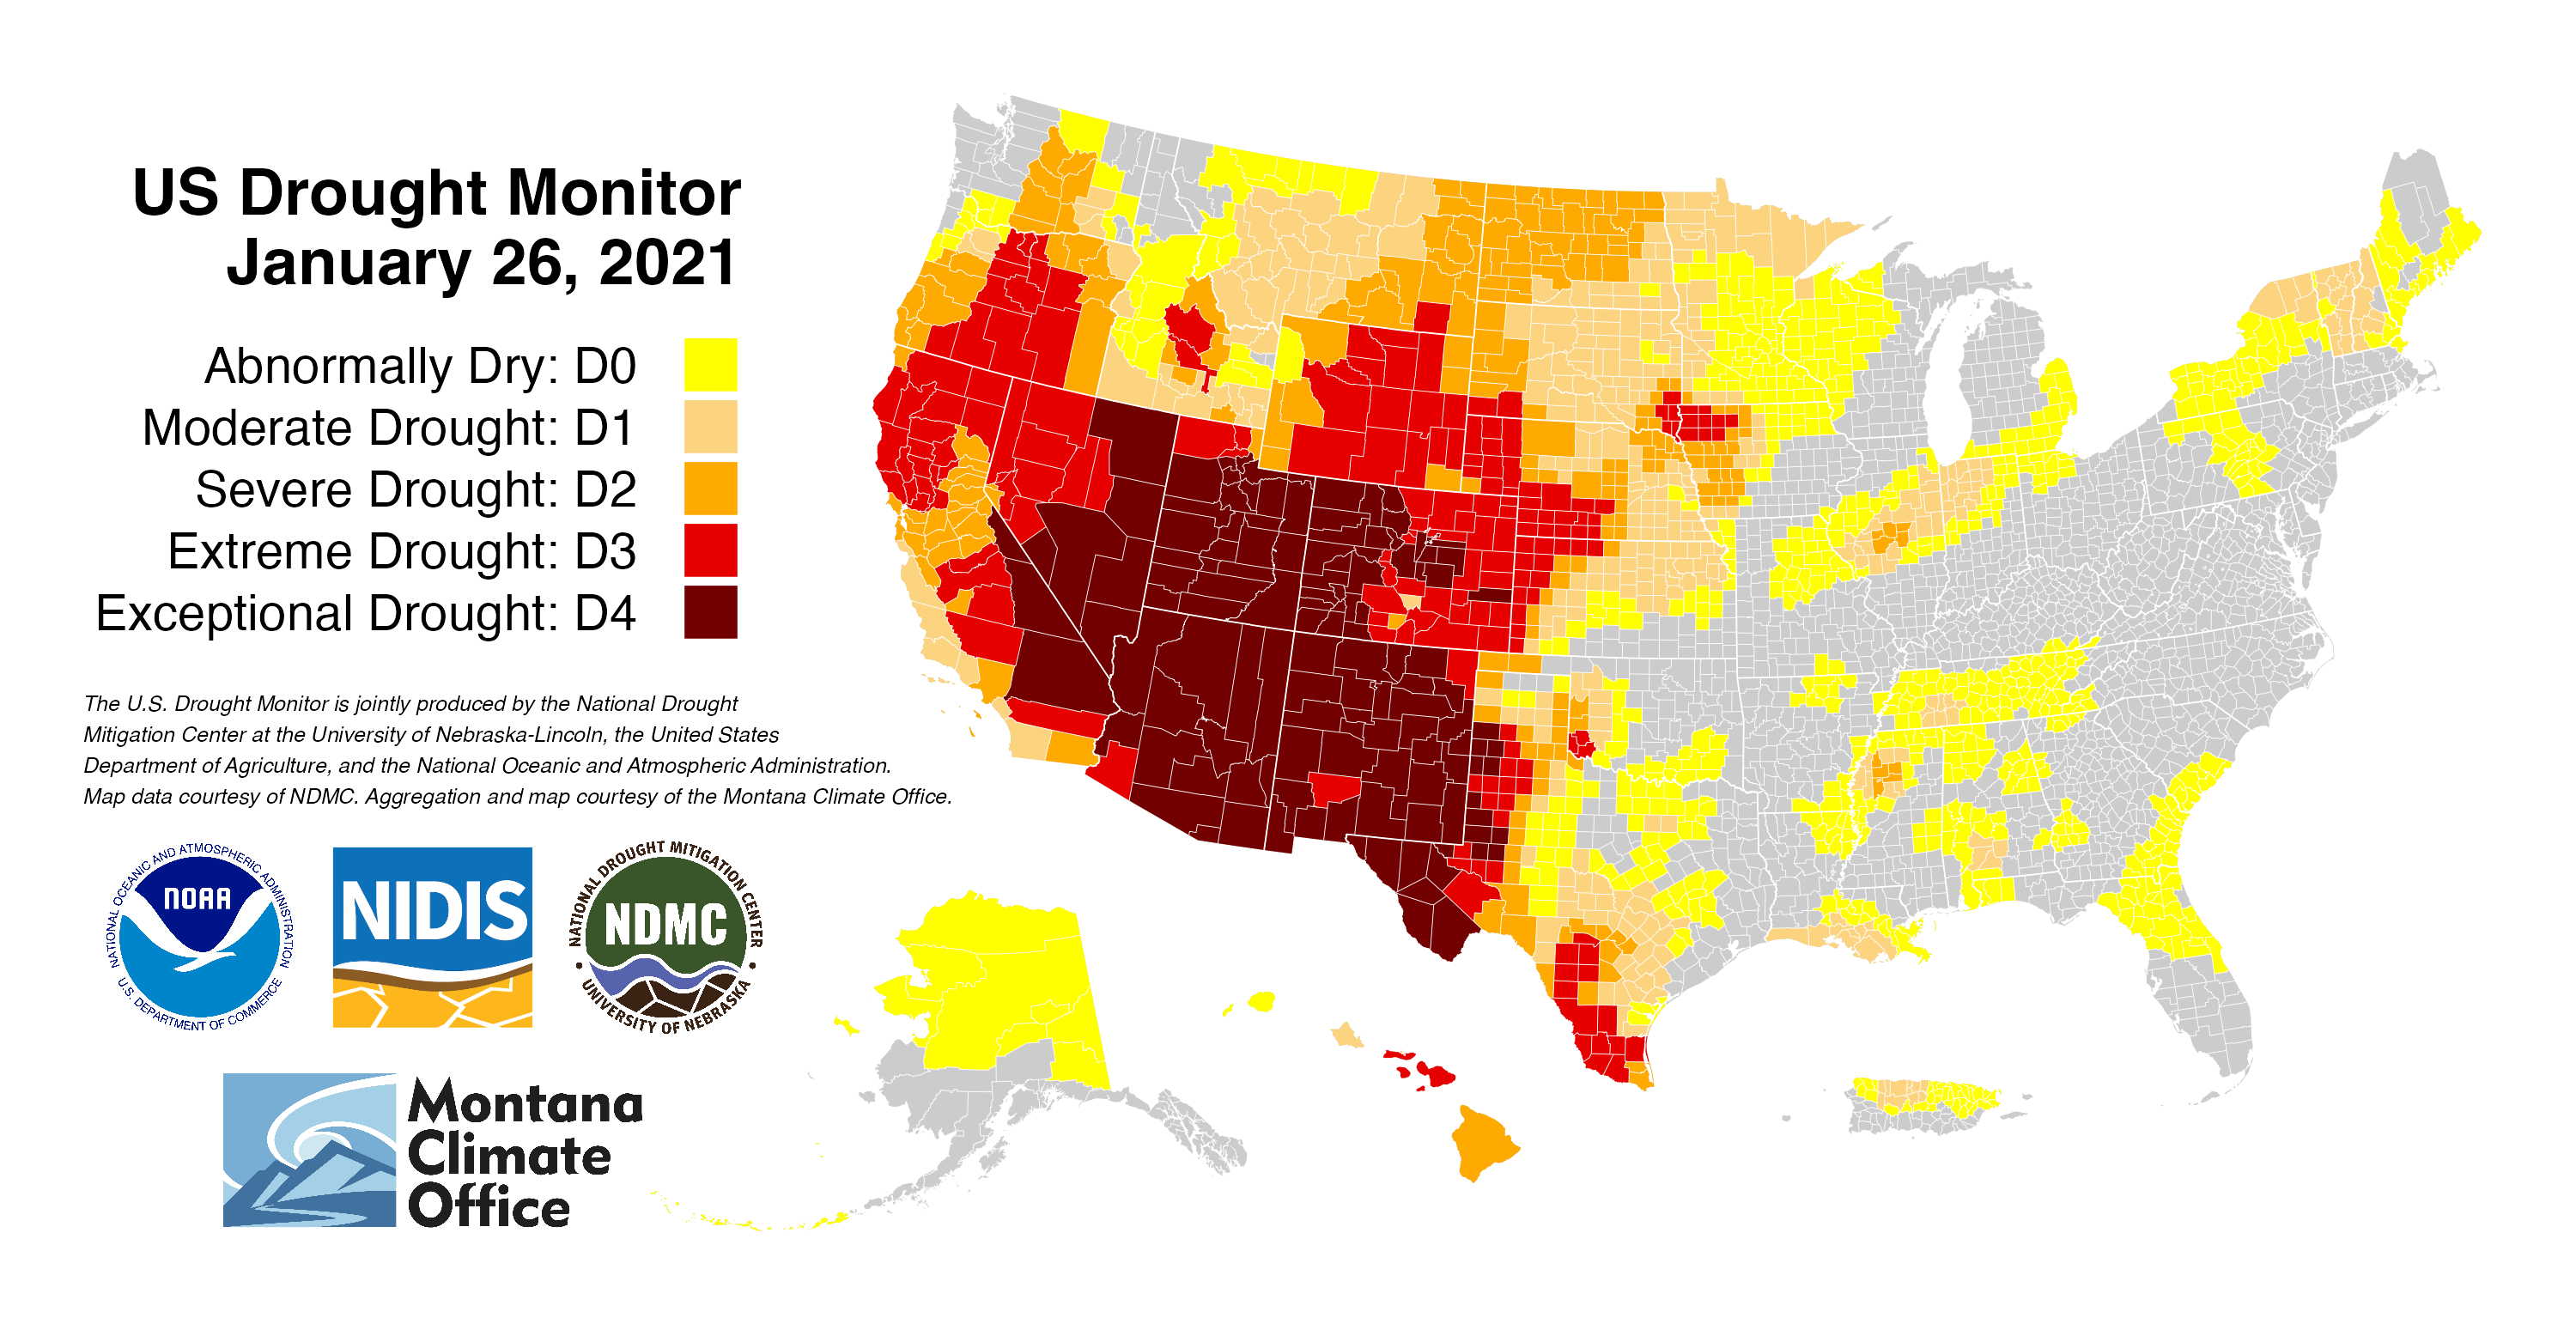 US Drought Monitor
January 26, 2021
Abnormally Dry: D0
Moderate Drought: D1
Severe Drought: D2
Extreme Drought: D3
Exceptional Drought: D4
The U.S. Drought Monitor is jointly produced by the National Drought
Mitigation Center at the University of Nebraska-Lincoln, the United States
Department of Agriculture, and the National Oceanic and Atmospheric Administration.
Map data courtesy of NDMC. Aggregation and map courtesy of the Montana Climate Office.
NATIONAL OCEANIC AND ATMOSPHERIC ADMINISTRATION
NOAA
U.S. DEPARTMENT OF COMMERCE
NIDIS
NATIONAL DROUGHT MITIGATION CENTER
NDMC
UNIVERSITY OF NEBRASKA
Montana
Climate
Office